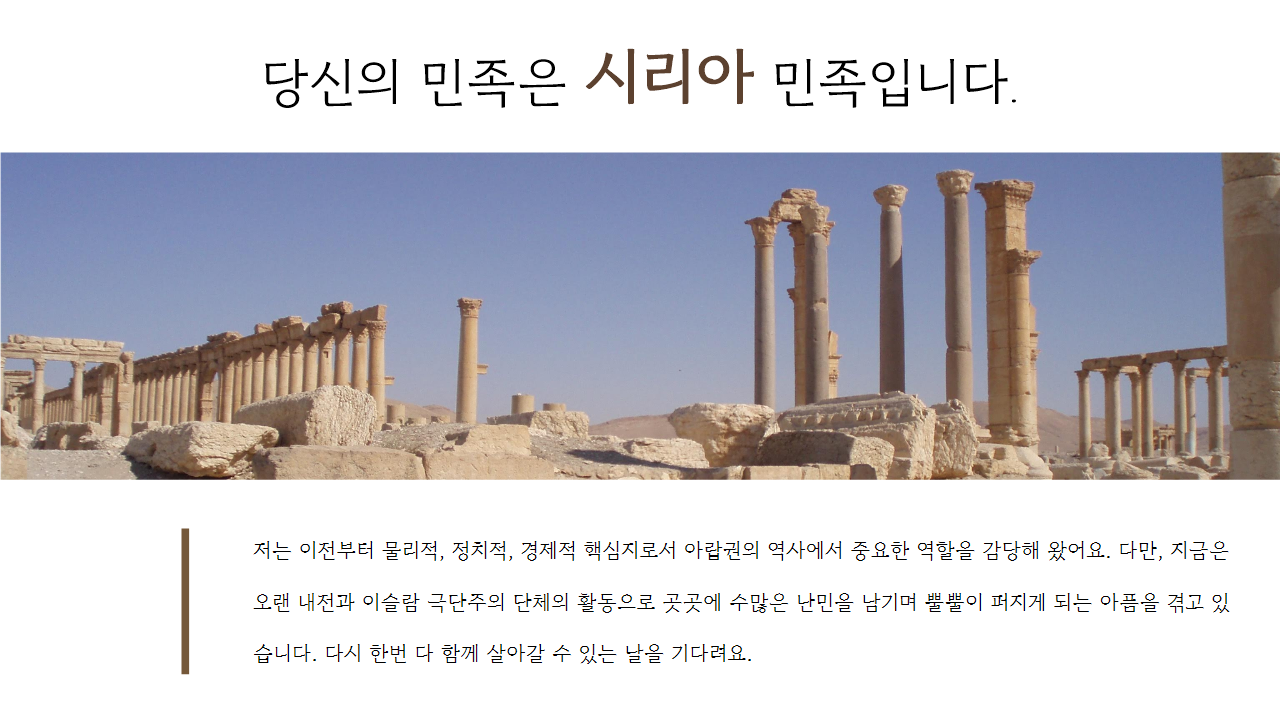 당신의 민족은 시리아 민족입니다.
저는 이전부터 물리적, 정치적, 경제적 핵심지로서 아랍권의 역사에서 중요한 역할을 감당해 왔어요. 다만, 지금은
오랜 내전과 이슬람 극단주의 단체의 활동으로 곳곳에 수많은 난민을 남기며 뿔뿔이 퍼지게 되는 아픔을 겪고 있
습니다. 다시 한번 다 함께 살아갈 수 있는 날을 기다려요.